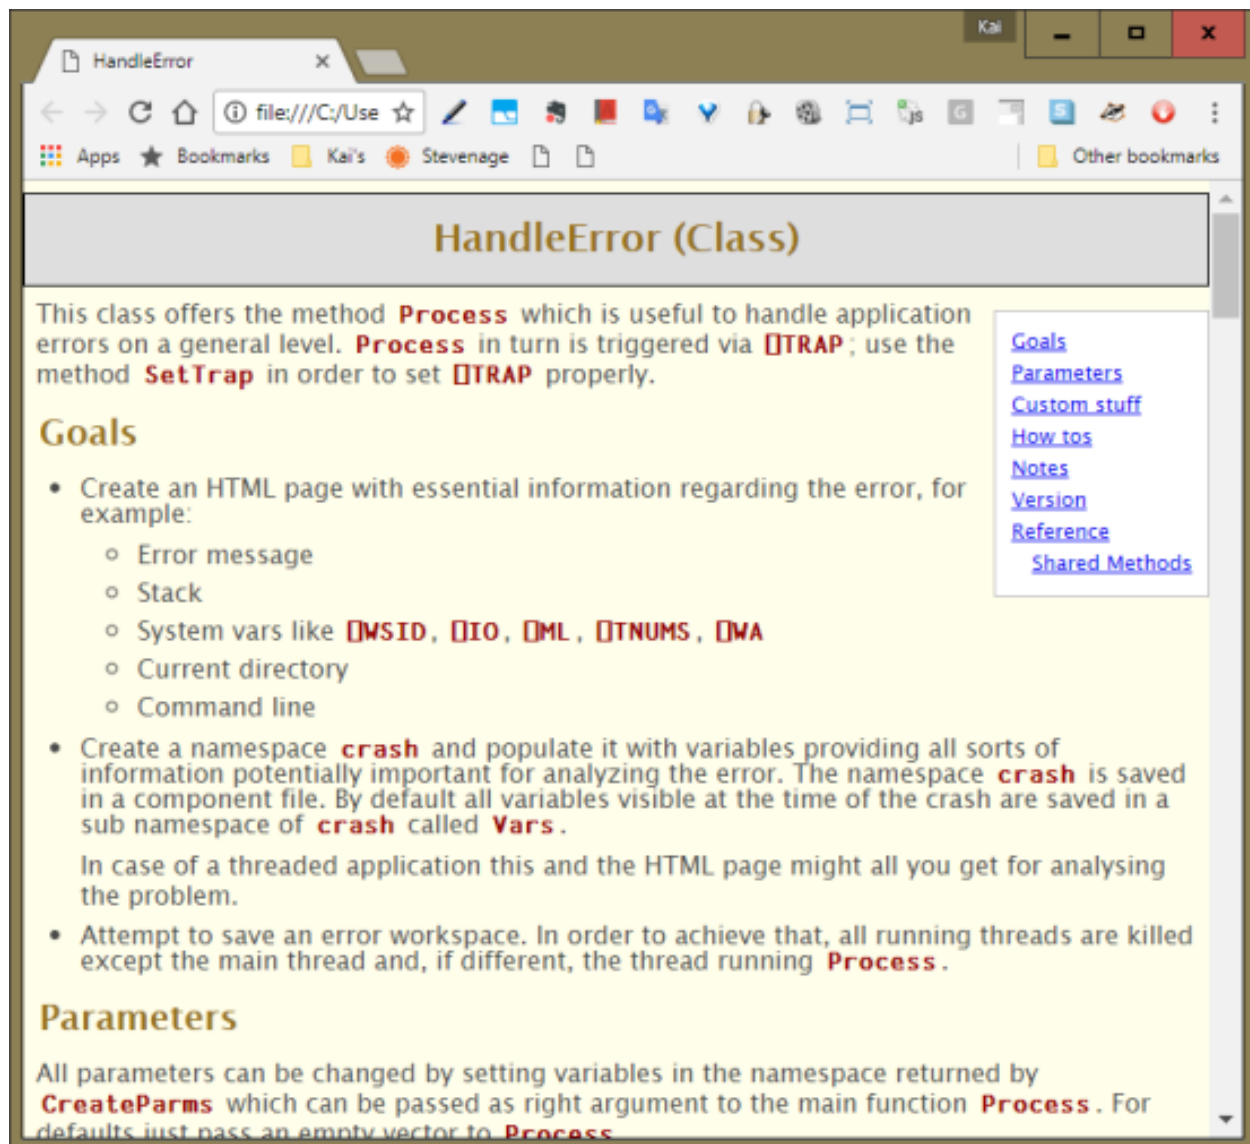 Kai
HandleError
file:///C:/Use
js
G
S
Apps
Bookmarks
Kai's
Stevenage
Other bookmarks
HandleError (Class)
This class offers the method Process which is useful to handle application
errors on a general level. Process in turn is triggered via ⎕TRAP; use the
method SetTrap in order to set ⎕TRAP properly.
Goals
Parameters
Custom stuff
How tos
Notes
Version
Reference
Shared Methods
Goals
• Create an HTML page with essential information regarding the error, for
example:
◦ Error message
◦ Stack
◦ System vars like ⎕WSID, ⎕IO, ⎕ML, ⎕TNUMS, ⎕WA
◦ Current directory
◦ Command line
• Create a namespace crash and populate it with variables providing all sorts of
information potentially important for analyzing the error. The namespace crash is saved
in a component file. By default all variables visible at the time of the crash are saved in a
sub namespace of crash called Vars.
In case of a threaded application this and the HTML page might all you get for analysing
the problem.
• Attempt to save an error workspace. In order to achieve that, all running threads are killed
except the main thread and, if different, the thread running Process.
Parameters
All parameters can be changed by setting variables in the namespace returned by
CreateParms which can be passed as right argument to the main function Process. For
defaults just pass an empty vector to Process